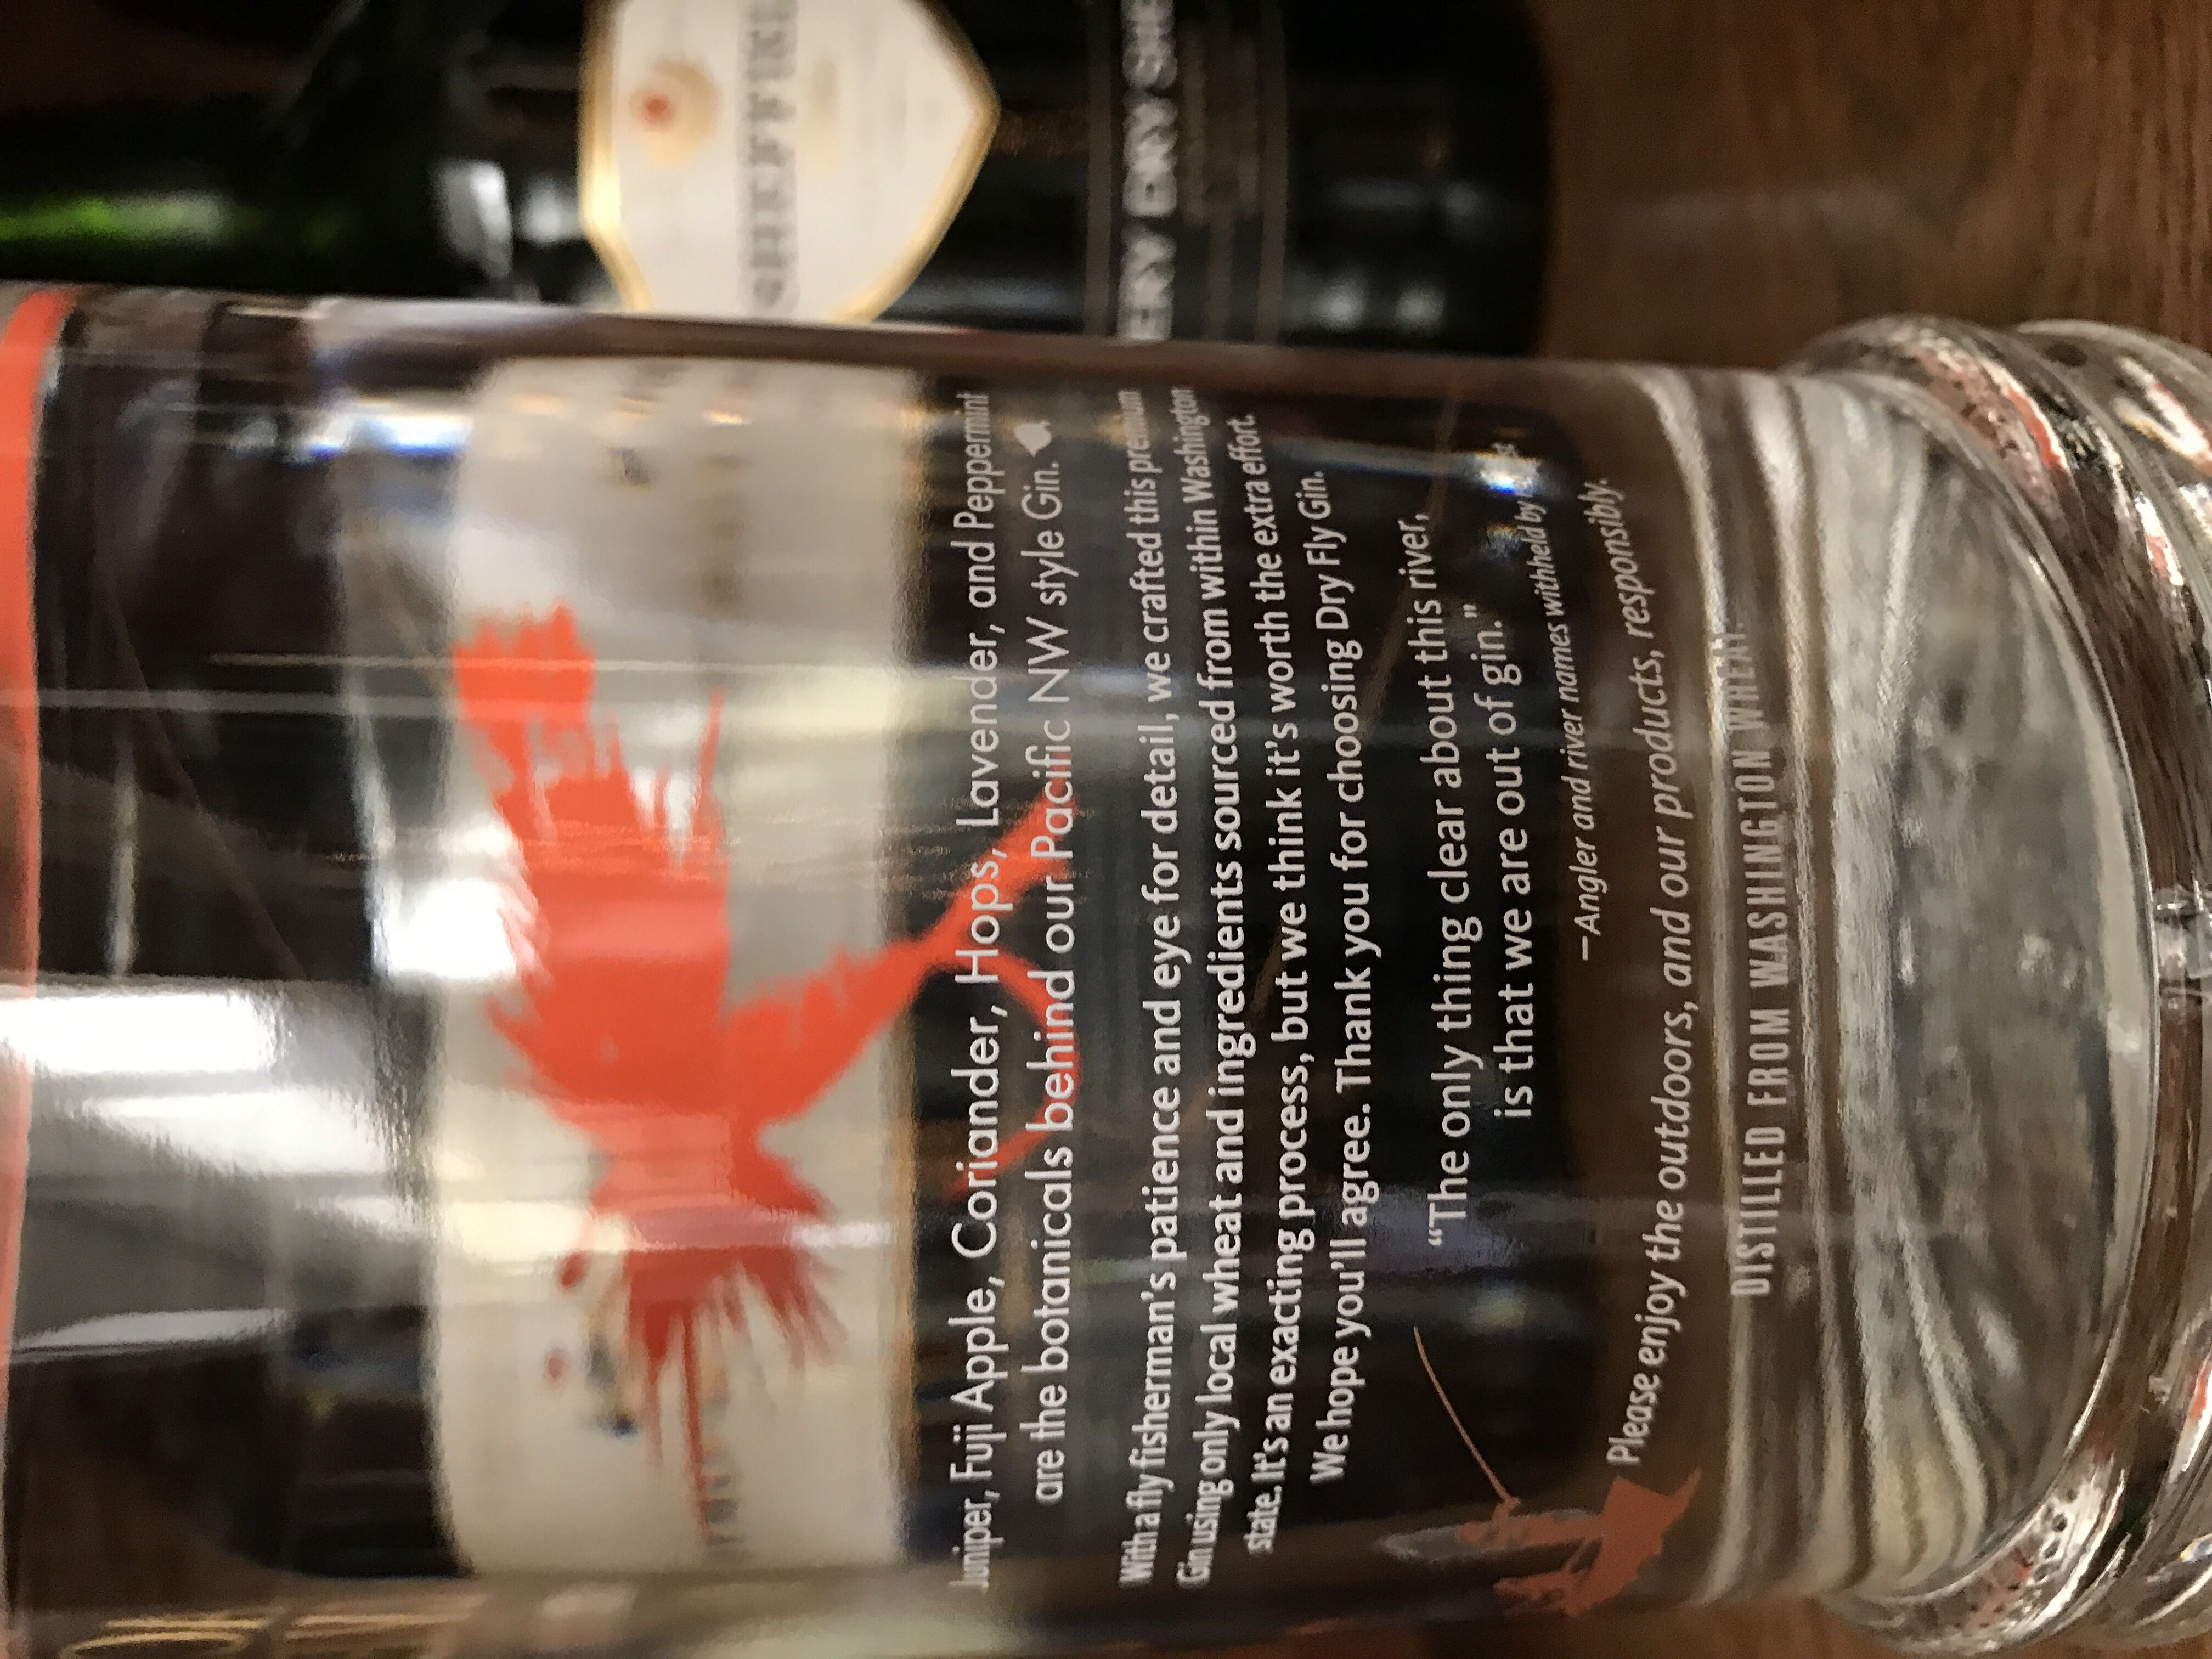 Juniper, Fuji Apple, Coriander, Hops, Lavender, and Peppermint
are the botanicals behind our Pacific NW style Gin.
With a fly fisherman's patience and eye for detail, we crafted this premium
Gin using only local wheat and ingredients sourced from within Washington
state. It's an exacting process, but we think it's worth the extra effort.
We hope you'll agree. Thank you for choosing Dry Fly Gin.
“The only thing clear about this river,
is that we are out of gin.”
—Angler and river names withheld by
Please enjoy the outdoors, and our products, responsibly.
DISTILLED FROM WASHINGTON WHEAT.
SHEFFIEL
ERY DRY SHE